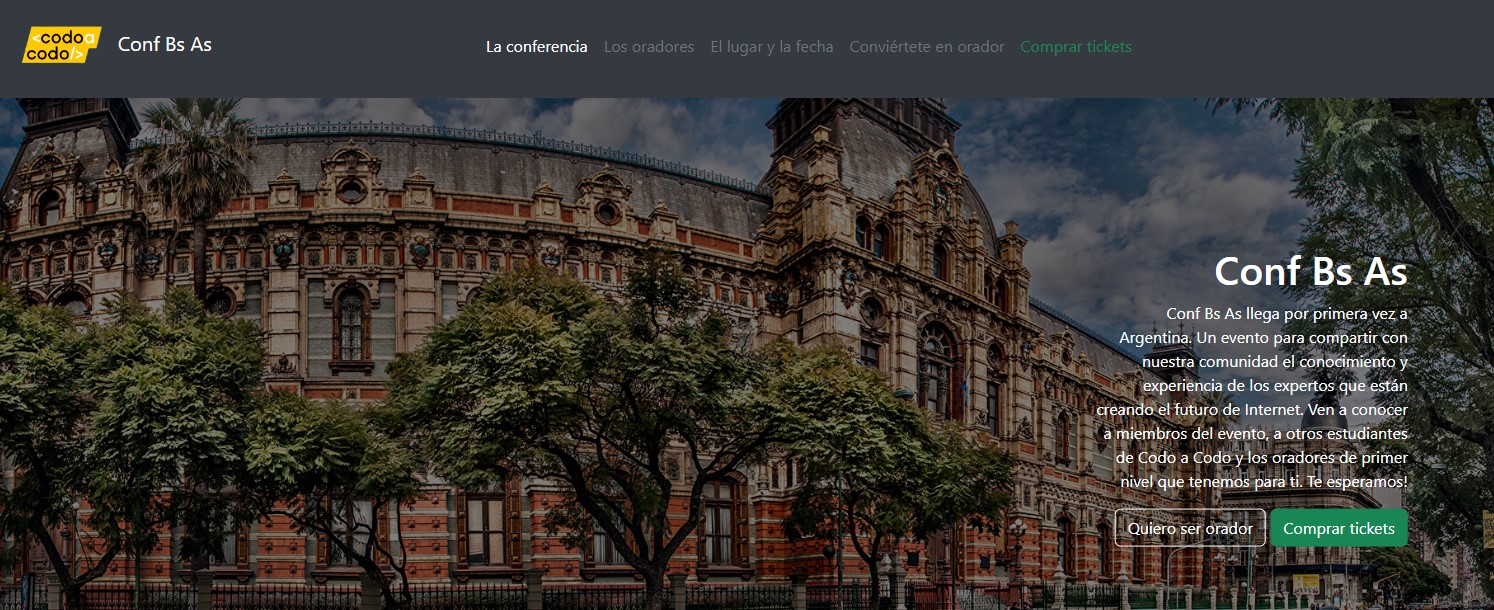 <codo a
codo/>
Conf Bs As
La conferencia
Los oradores
El lugar y la fecha
Conviértete en orador
Comprar tickets
Conf Bs As
Conf Bs As llega por primera vez a
Argentina. Un evento para compartir con
nuestra comunidad el conocimiento y
experiencia de los expertos que están
creando el futuro de Internet. Ven a conocer
a miembros del evento, a otros estudiantes
de Codo a Codo y los oradores de primer
nivel que tenemos para ti. Te esperamos!
Quiero ser orador
Comprar tickets